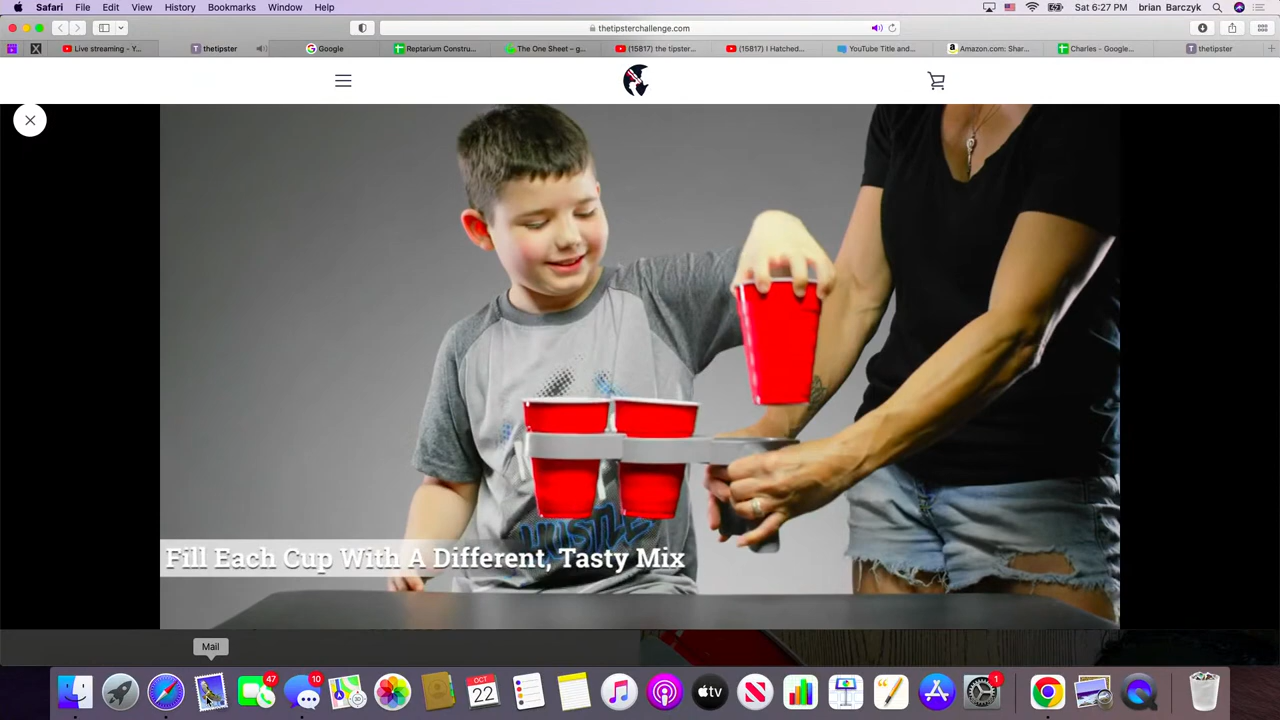 Safari File Edit View History Bookmarks Window Help Sat 6:27 PM brian Barczyk
thetipsterchallenge.com
X Live streaming - Y... thetipster Google Reptarium Constru... The One Sheet – g... (15817) the tipster... (15817) I Hatched... YouTube Title and... Amazon.com: Shar... Charles - Google... thetipster
HUSTLE
Fill Each Cup With A Different, Tasty Mix
Mail
47 10 OCT 22 tv 1